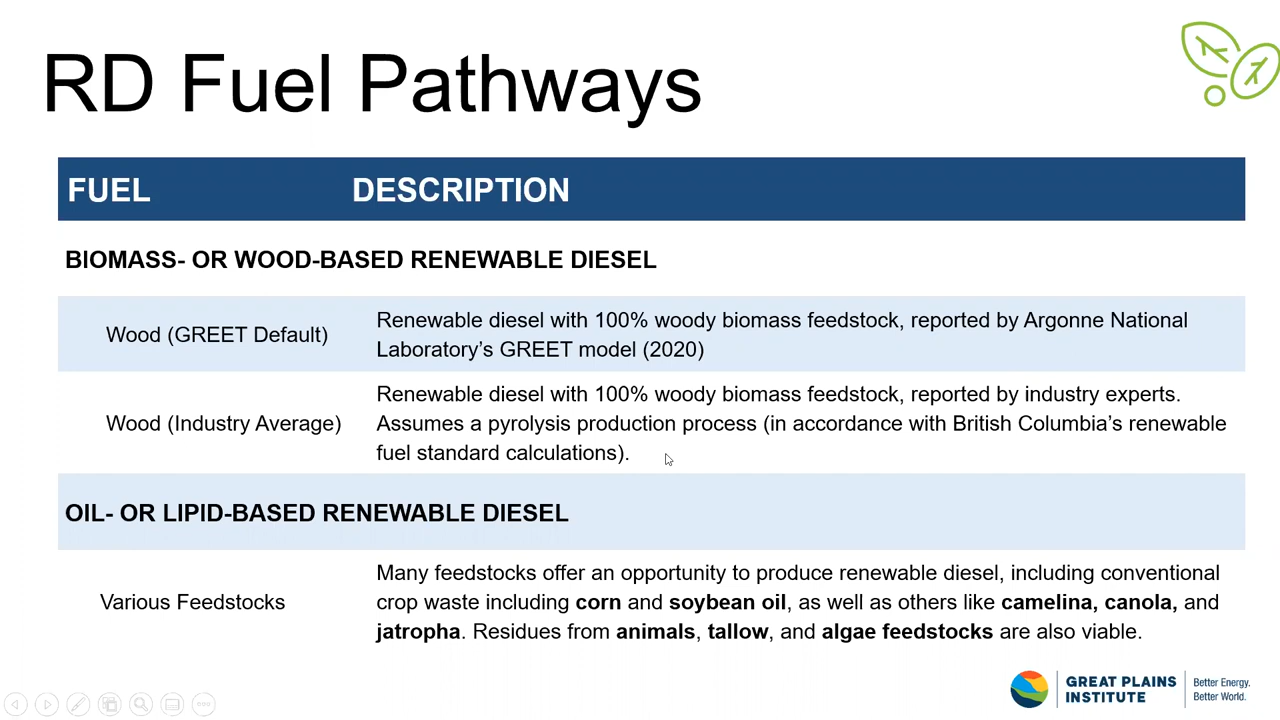 RD Fuel Pathways
FUEL DESCRIPTION
BIOMASS- OR WOOD-BASED RENEWABLE DIESEL
Wood (GREET Default)
Renewable diesel with 100% woody biomass feedstock, reported by Argonne National
Laboratory’s GREET model (2020)
Wood (Industry Average)
Renewable diesel with 100% woody biomass feedstock, reported by industry experts.
Assumes a pyrolysis production process (in accordance with British Columbia’s renewable
fuel standard calculations).
OIL- OR LIPID-BASED RENEWABLE DIESEL
Various Feedstocks
Many feedstocks offer an opportunity to produce renewable diesel, including conventional
crop waste including corn and soybean oil, as well as others like camelina, canola, and
jatropha. Residues from animals, tallow, and algae feedstocks are also viable.
GREAT PLAINS
INSTITUTE
Better Energy.
Better World.